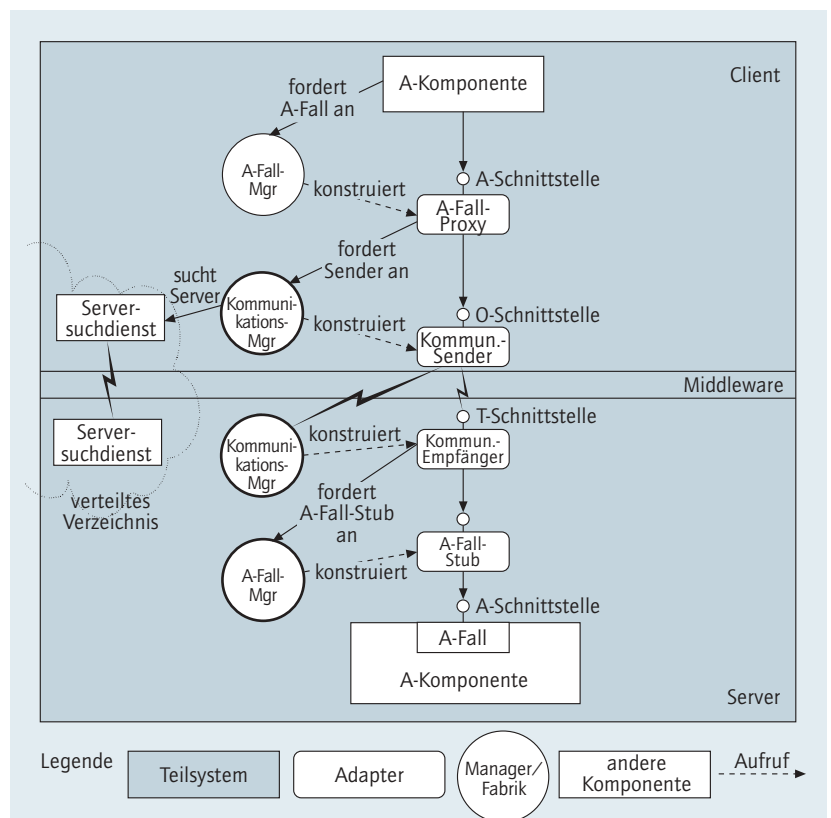 Client
A-Komponente
fordert
A-Fall an
A-Fall-
Mgr
konstruiert
A-Schnittstelle
A-Fall-
Proxy
fordert
Sender an
sucht
Server
Server-
suchdienst
Kommuni-
kations-
Mgr
konstruiert
O-Schnittstelle
Kommun.-
Sender
Middleware
Server-
suchdienst
verteiltes
Verzeichnis
Kommuni-
kations-
Mgr
konstruiert
T-Schnittstelle
Kommun.-
Empfänger
fordert
A-Fall-Stub
an
A-Fall-
Mgr
konstruiert
A-Fall-
Stub
A-Schnittstelle
A-Fall
A-Komponente
Server
Legende
Teilsystem
Adapter
Manager/
Fabrik
andere
Komponente
Aufruf